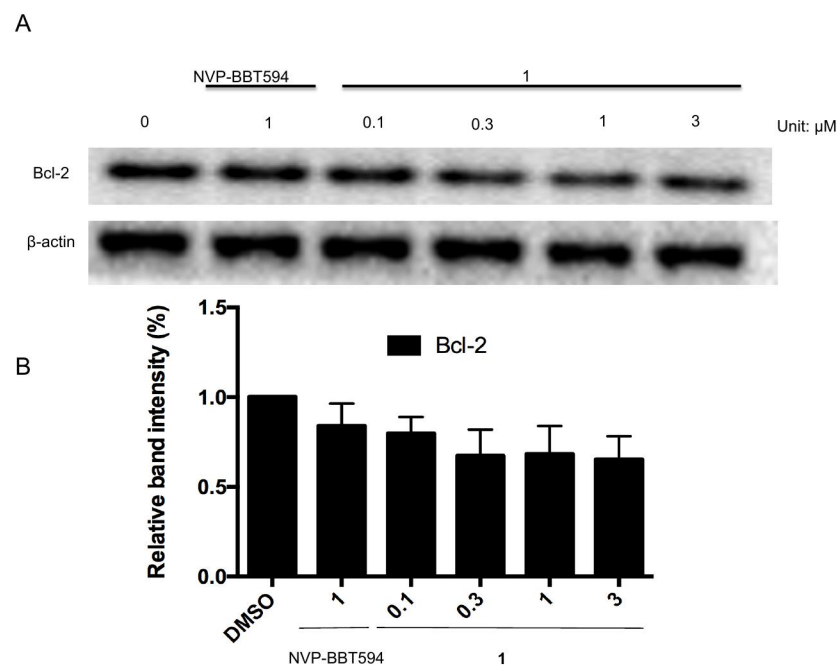 A
NVP-BBT594 1
0 1 0.1 0.3 1 3 Unit: µM
Bcl-2
β-actin
B
Relative band intensity (%)
1.5
1.0
0.5
0.0
Bcl-2
DMSO 1 0.1 0.3 1 3
NVP-BBT594 1